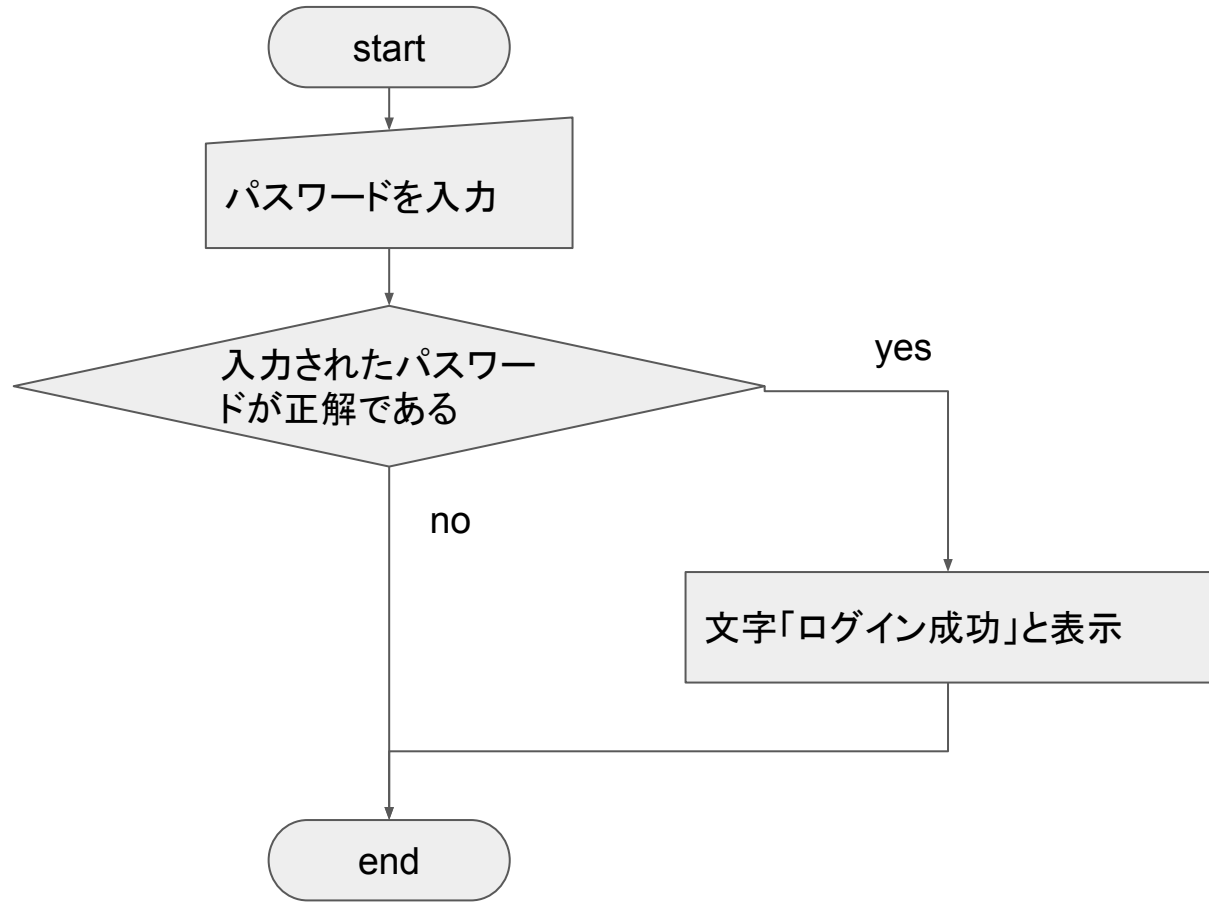 start
パスワードを入力
入力されたパスワー
ドが正解である
yes
no
文字「ログイン成功」と表示
end